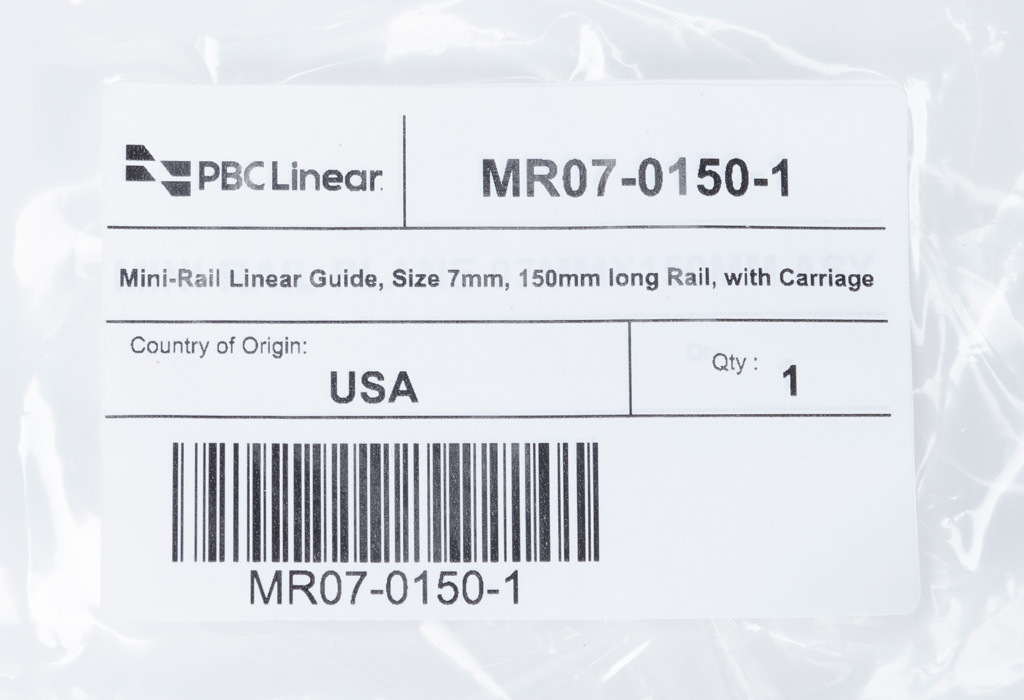 PBC Linear.
MR07-0150-1
Mini-Rail Linear Guide, Size 7mm, 150mm long Rail, with Carriage
Country of Origin:
USA
Qty :
1
MR07-0150-1